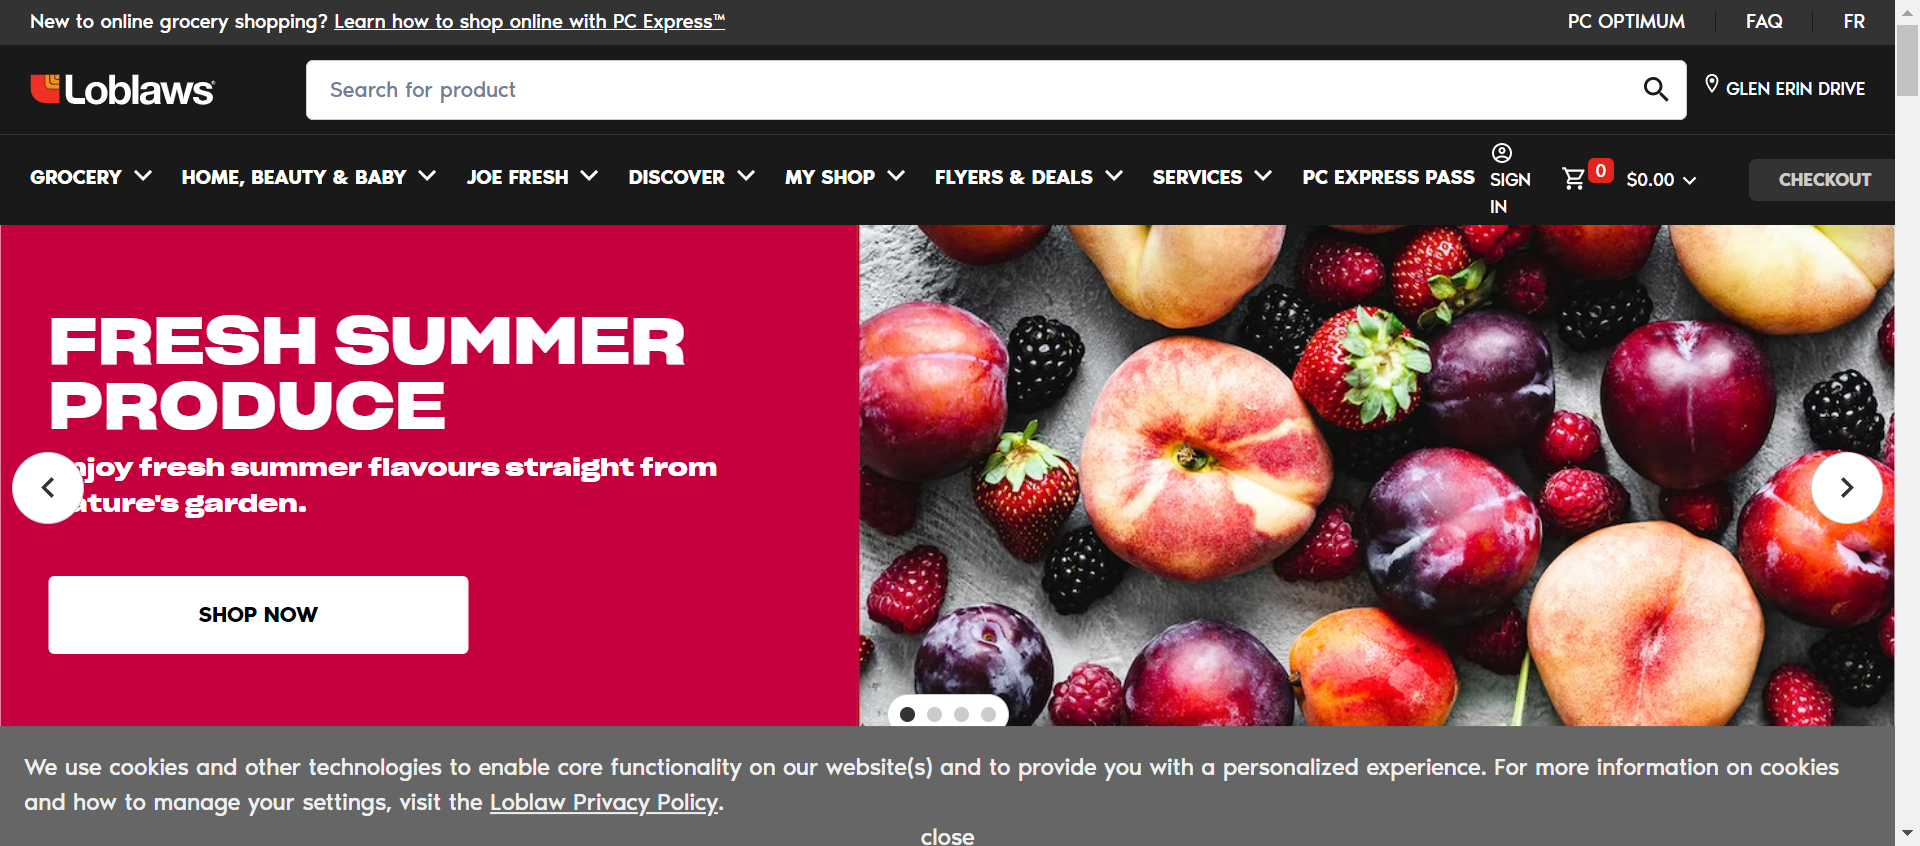 New to online grocery shopping? Learn how to shop online with PC Express™
PC OPTIMUM
FAQ
FR
Loblaws®
Search for product
GLEN ERIN DRIVE
GROCERY
HOME, BEAUTY & BABY
JOE FRESH
DISCOVER
MY SHOP
FLYERS & DEALS
SERVICES
PC EXPRESS PASS
SIGN
IN
0
$0.00
CHECKOUT
FRESH SUMMER
PRODUCE
fresh summer flavours straight from
garden.
SHOP NOW
We use cookies and other technologies to enable core functionality on our website(s) and to provide you with a personalized experience. For more information on cookies
and how to manage your settings, visit the Loblaw Privacy Policy.
close